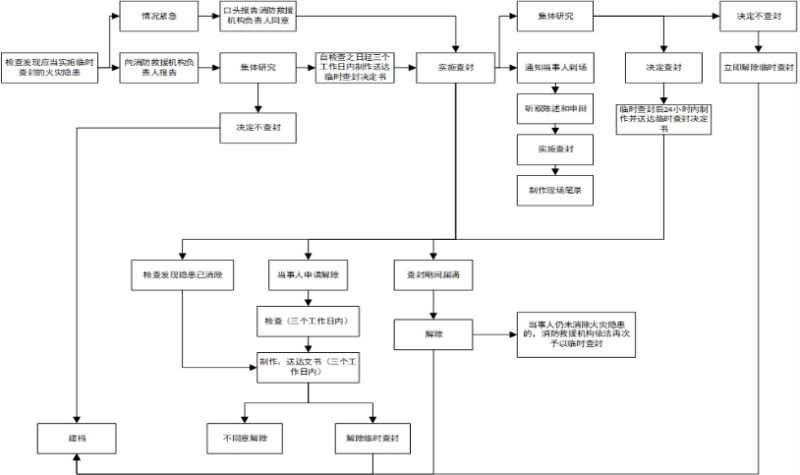 情况紧急
口头报告消防救援
机构负责人同意
集体研究
决定不查封
检查发现应当实施临时
查封的火灾隐患
向消防救援机构负
责人报告
集体研究
自检查之日起三个
工作日内制作送达
临时查封决定书
实施查封
通知当事人到场
决定查封
立即解除临时查封
听取陈述和申辩
临时查封后24小时内制
作并送达临时查封决定
书
决定不查封
实施查封
制作现场笔录
检查发现隐患已消除
当事人申请解除
查封期间届满
检查（三个工作日内）
解除
当事人仍未消除火灾隐患
的，消防救援机构依法再次
予以临时查封
制作、送达文书（三个工
作日内）
建档
不同意解除
解除临时查封